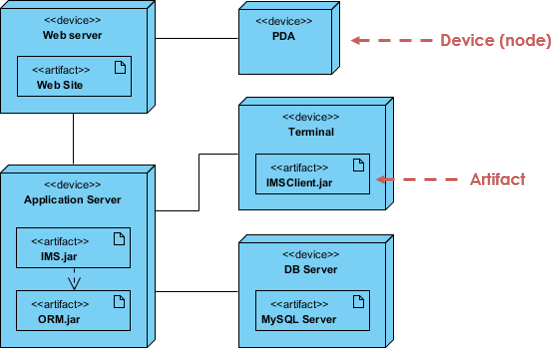 <<device>>
Web server
<<artifact>>
Web Site
<<device>>
PDA
Device (node)
<<device>>
Terminal
<<artifact>>
IMSClient.jar
Artifact
<<device>>
Application Server
<<artifact>>
IMS.jar
<<artifact>>
ORM.jar
<<device>>
DB Server
<<artifact>>
MySQL Server